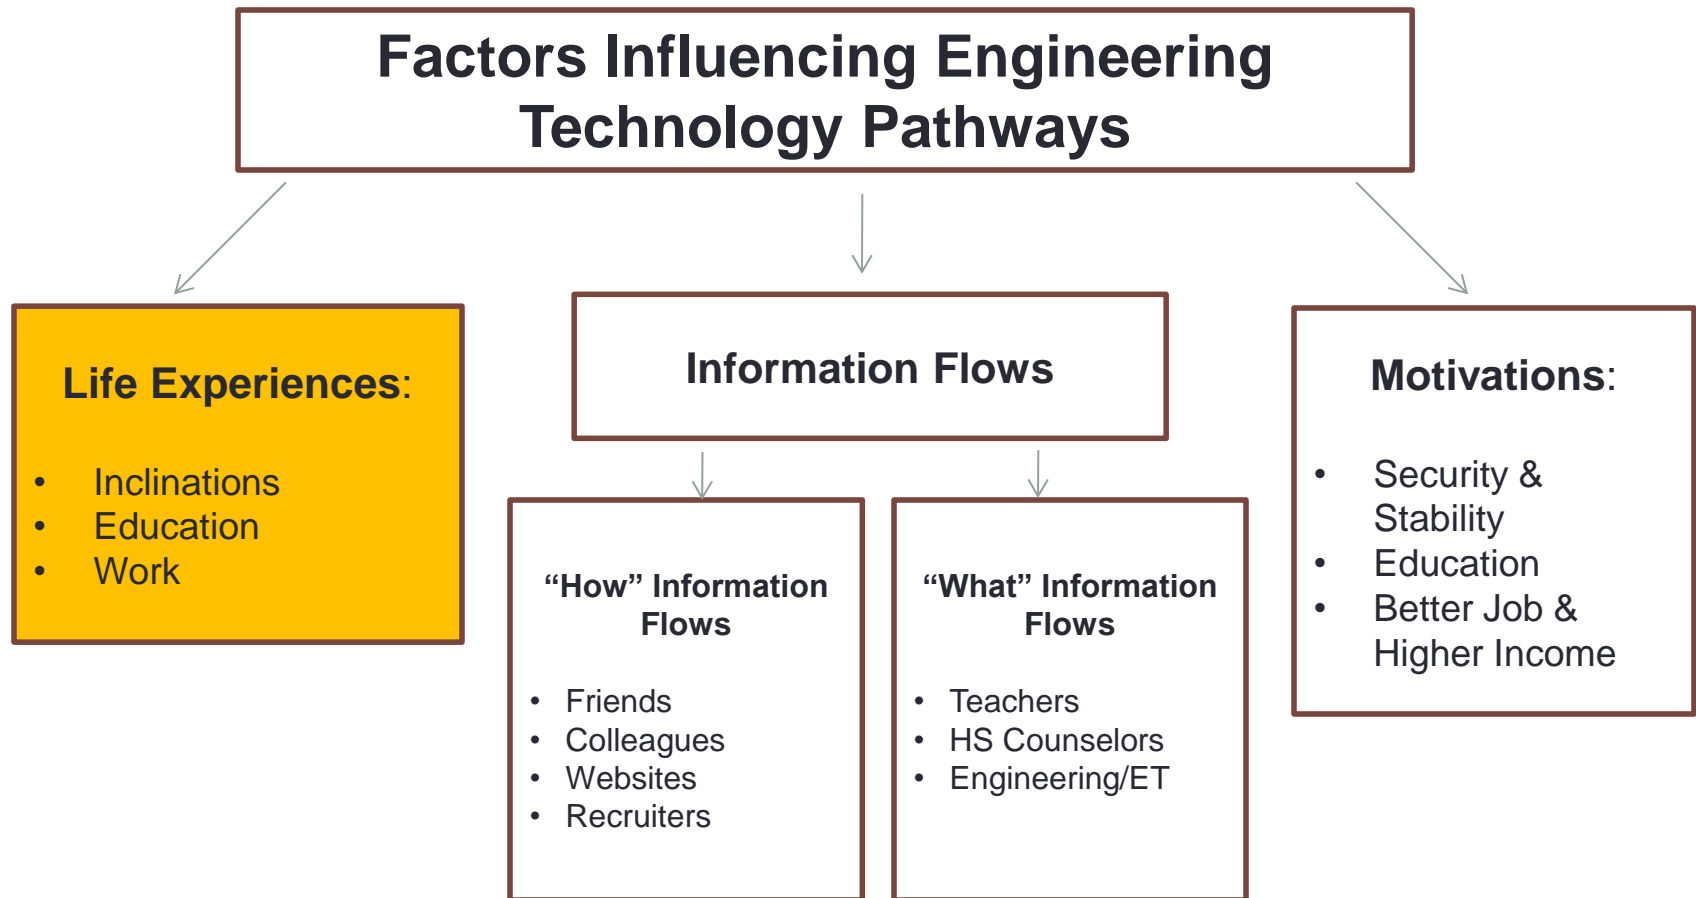 Factors Influencing Engineering
Technology Pathways
Life Experiences:
• Inclinations
• Education
• Work
Information Flows
“How” Information
Flows
• Friends
• Colleagues
• Websites
• Recruiters
“What” Information
Flows
• Teachers
• HS Counselors
• Engineering/ET
Motivations:
• Security &
Stability
• Education
• Better Job &
Higher Income